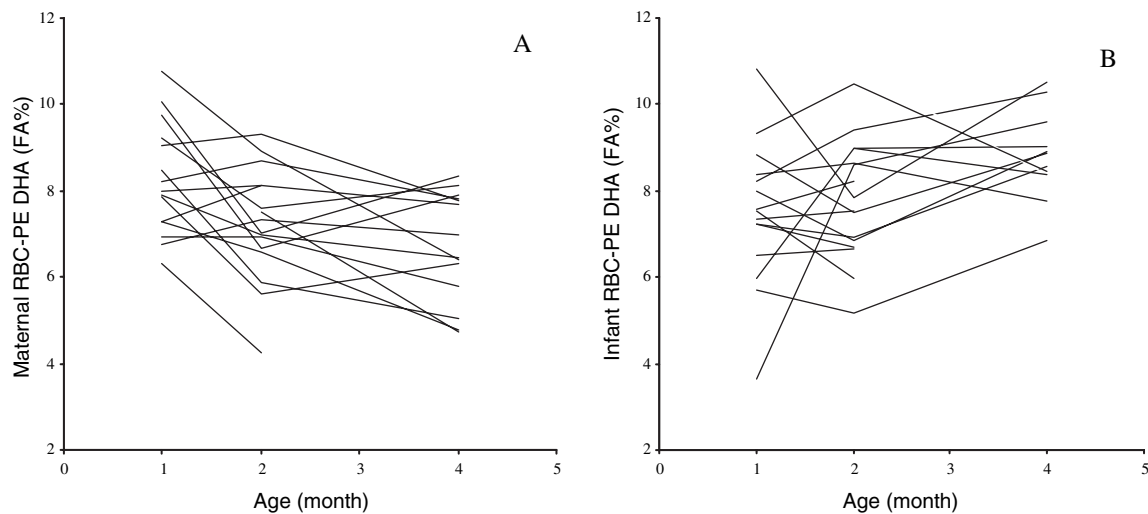 A
Maternal RBC-PE DHA (FA%)
12
10
8
6
4
2
0 1 2 3 4 5
Age (month)
B
Infant RBC-PE DHA (FA%)
12
10
8
6
4
2
0 1 2 3 4 5
Age (month)